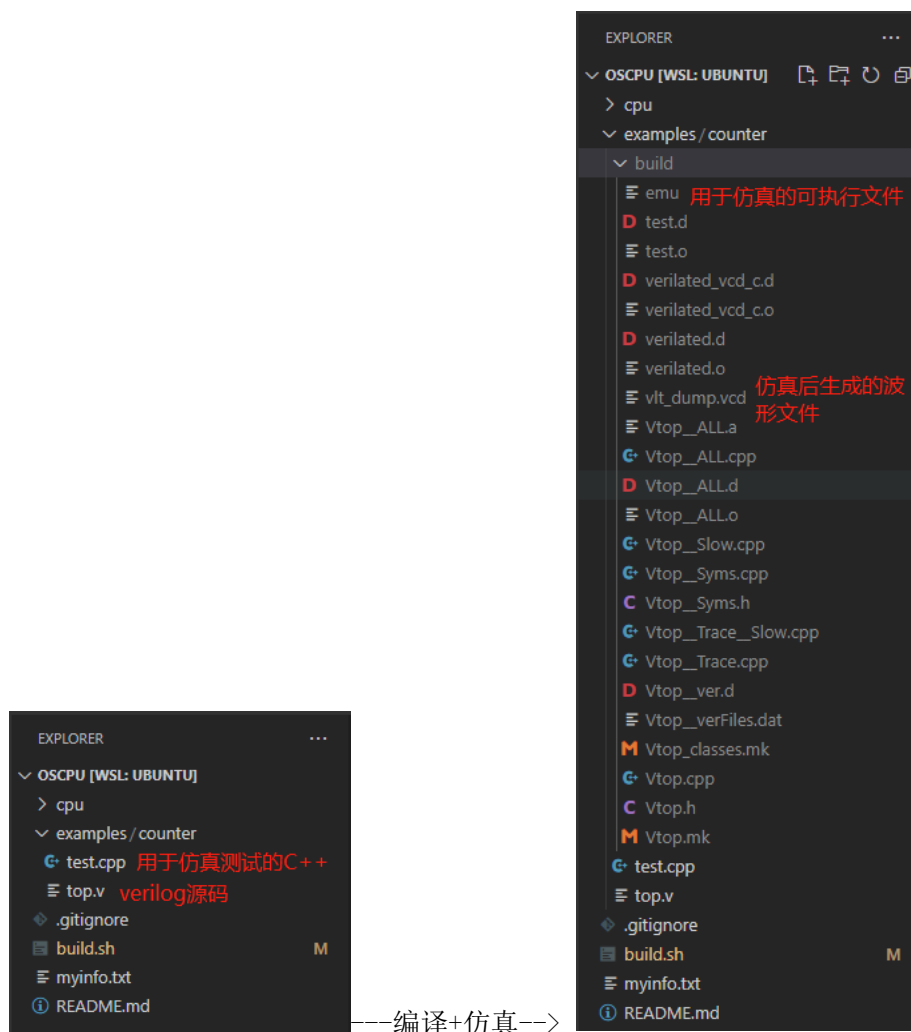 EXPLORER
OSCPU [WSL: UBUNTU]
cpu
examples / counter
test.cpp 用于仿真测试的C++
top.v verilog源码
.gitignore
build.sh M
myinfo.txt
README.md
---编译+仿真-->
EXPLORER
OSCPU [WSL: UBUNTU]
cpu
examples / counter
build
emu 用于仿真的可执行文件
test.d
test.o
verilated_vcd_c.d
verilated_vcd_c.o
verilated.d
verilated.o
vlt_dump.vcd 仿真后生成的波
形文件
Vtop__ALL.a
Vtop__ALL.cpp
Vtop__ALL.d
Vtop__ALL.o
Vtop__Slow.cpp
Vtop__Syms.cpp
Vtop__Syms.h
Vtop__Trace__Slow.cpp
Vtop__Trace.cpp
Vtop__ver.d
Vtop__verFiles.dat
Vtop_classes.mk
Vtop.cpp
Vtop.h
Vtop.mk
test.cpp
top.v
.gitignore
build.sh M
myinfo.txt
README.md